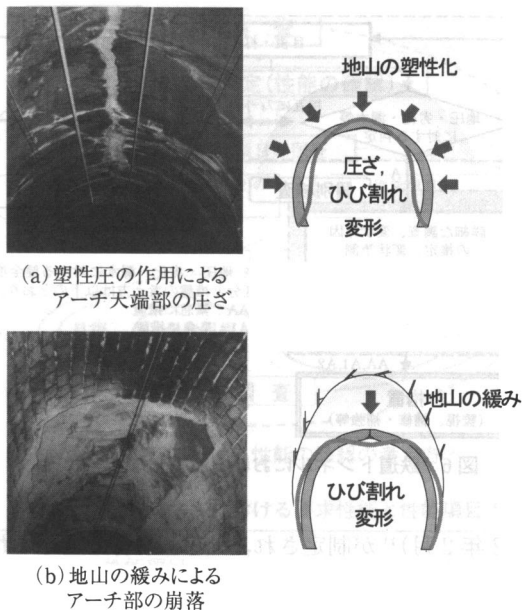 地山の塑性化
圧ざ,
ひび割れ
変形
(a)塑性圧の作用による
アーチ天端部の圧ざ
地山の緩み
ひび割れ
変形
(b)地山の緩みによる
アーチ部の崩落